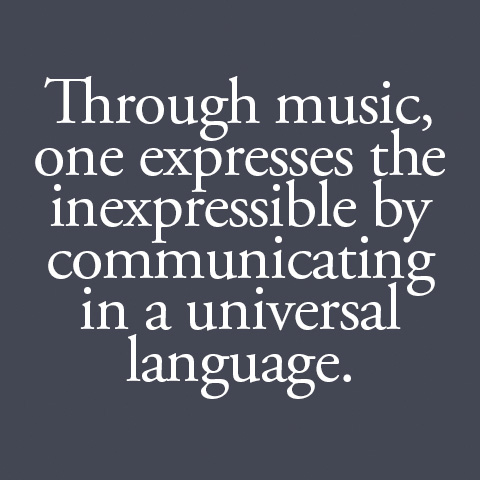 Through music,
one expresses the
inexpressible by
communicating
in a universal
language.